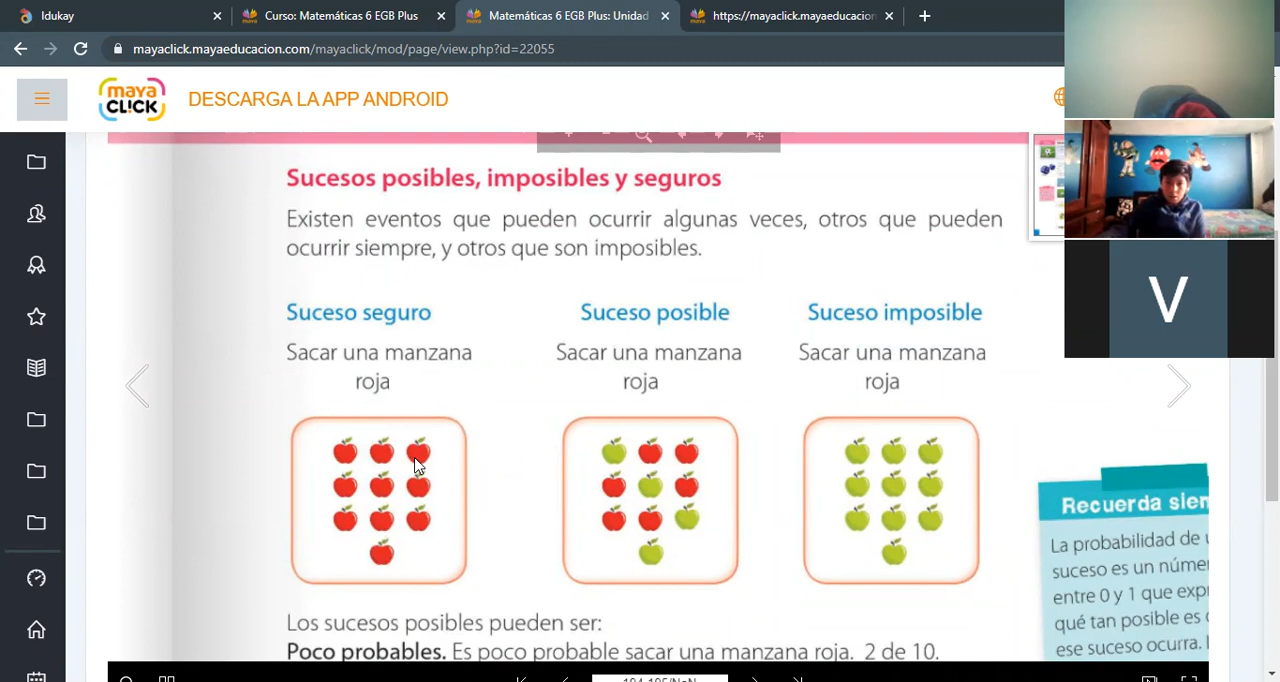 Idukay
Curso: Matemáticas 6 EGB Plus
Matemáticas 6 EGB Plus: Unidad
https://mayaclick.mayaeducacion
mayaclick.mayaeducacion.com/mayaclick/mod/page/view.php?id=22055
maya
CL!CK
DESCARGA LA APP ANDROID
Sucesos posibles, imposibles y seguros
Existen eventos que pueden ocurrir algunas veces, otros que pueden
ocurrir siempre, y otros que son imposibles.
Suceso seguro
Sacar una manzana
roja
Suceso posible
Sacar una manzana
roja
Suceso imposible
Sacar una manzana
roja
Los sucesos posibles pueden ser:
Poco probables. Es poco probable sacar una manzana roja. 2 de 10.
Recuerda sien
La probabilidad de
suceso es un núme
entre 0 y 1 que exp
qué tan posible es
ese suceso ocurra.
V